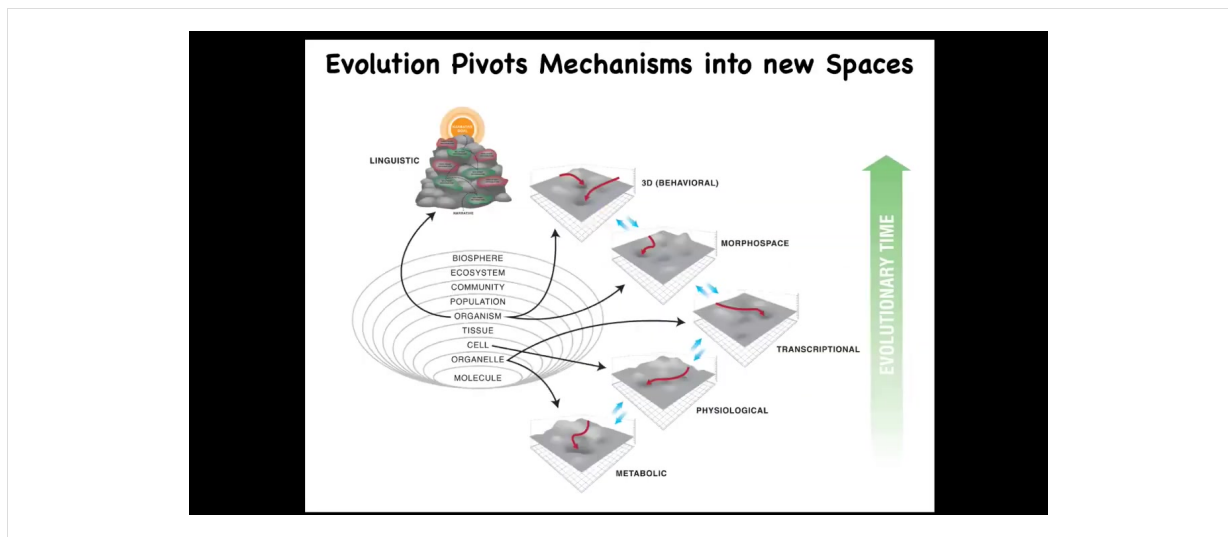 Evolution Pivots Mechanisms into new Spaces
LINGUISTIC
3D (BEHAVIORAL)
MORPHOSPACE
TRANSCRIPTIONAL
PHYSIOLOGICAL
METABOLIC
BIOSPHERE
ECOSYSTEM
COMMUNITY
POPULATION
ORGANISM
TISSUE
CELL
ORGANELLE
MOLECULE
EVOLUTIONARY TIME